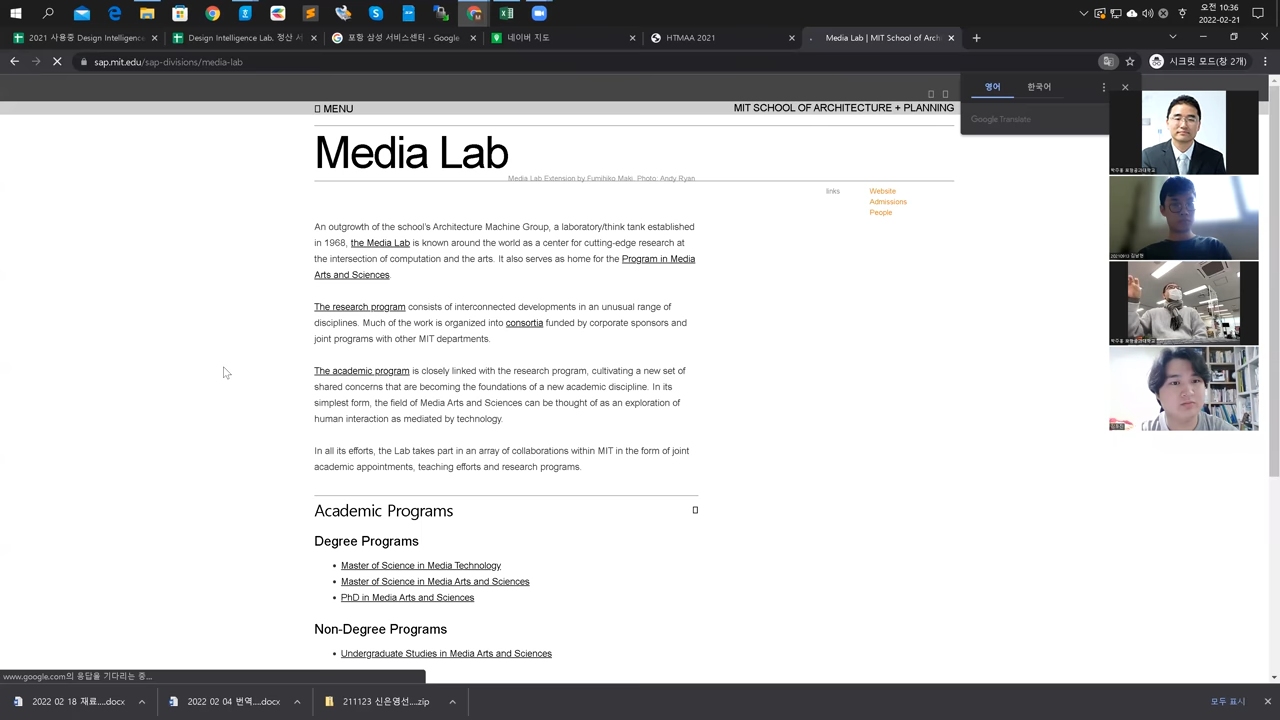 오전 10:36
2022-02-21
2021 사용중 Design Intelligence
Design Intelligence Lab. 정산 서
포항 삼성 서비스센터 - Google
네이버 지도
HTMAA 2021
Media Lab | MIT School of Arch
sap.mit.edu/sap-divisions/media-lab
시크릿 모드(창 2개)
영어
한국어
Google Translate
MENU
MIT SCHOOL OF ARCHITECTURE + PLANNING
Media Lab
Media Lab Extension by Fumihiko Maki. Photo: Andy Ryan
links
Website
Admissions
People
An outgrowth of the school's Architecture Machine Group, a laboratory/think tank established
in 1968, the Media Lab is known around the world as a center for cutting-edge research at
the intersection of computation and the arts. It also serves as home for the Program in Media
Arts and Sciences.
The research program consists of interconnected developments in an unusual range of
disciplines. Much of the work is organized into consortia funded by corporate sponsors and
joint programs with other MIT departments.
The academic program is closely linked with the research program, cultivating a new set of
shared concerns that are becoming the foundations of a new academic discipline. In its
simplest form, the field of Media Arts and Sciences can be thought of as an exploration of
human interaction as mediated by technology.
In all its efforts, the Lab takes part in an array of collaborations within MIT in the form of joint
academic appointments, teaching efforts and research programs.
Academic Programs
Degree Programs
• Master of Science in Media Technology
• Master of Science in Media Arts and Sciences
• PhD in Media Arts and Sciences
Non-Degree Programs
• Undergraduate Studies in Media Arts and Sciences
www.google.com의 응답을 기다리는 중...
2022 02 18 재료....docx
2022 02 04 번역....docx
211123 신은영선....zip
모두 표시